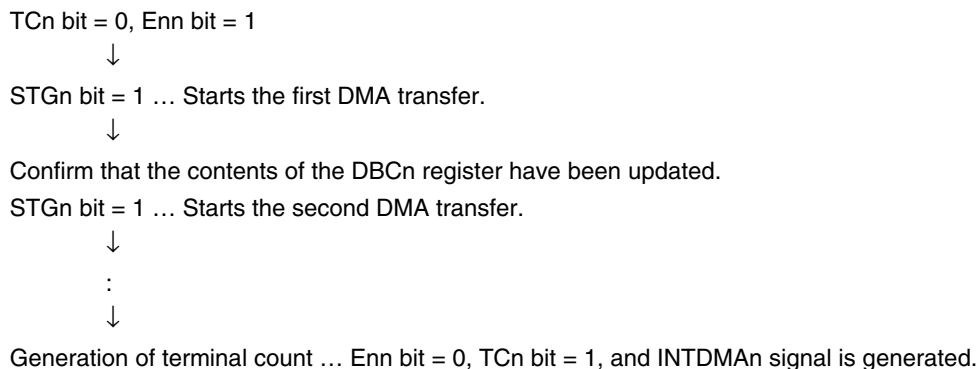 TCn bit = 0, Enn bit = 1
↓
STGn bit = 1 … Starts the first DMA transfer.
↓
Confirm that the contents of the DBCn register have been updated.
STGn bit = 1 … Starts the second DMA transfer.
↓
:
↓
Generation of terminal count … Enn bit = 0, TCn bit = 1, and INTDMAn signal is generated.